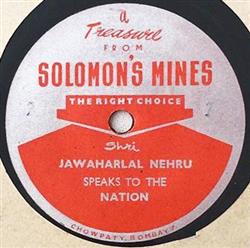 a
Treasure
FROM
SOLOMON'S MINES
THE RIGHT CHOICE
Shri
JAWAHARLAL NEHRU
SPEAKS TO THE
NATION
CHOWPATY, BOMBAY 7.